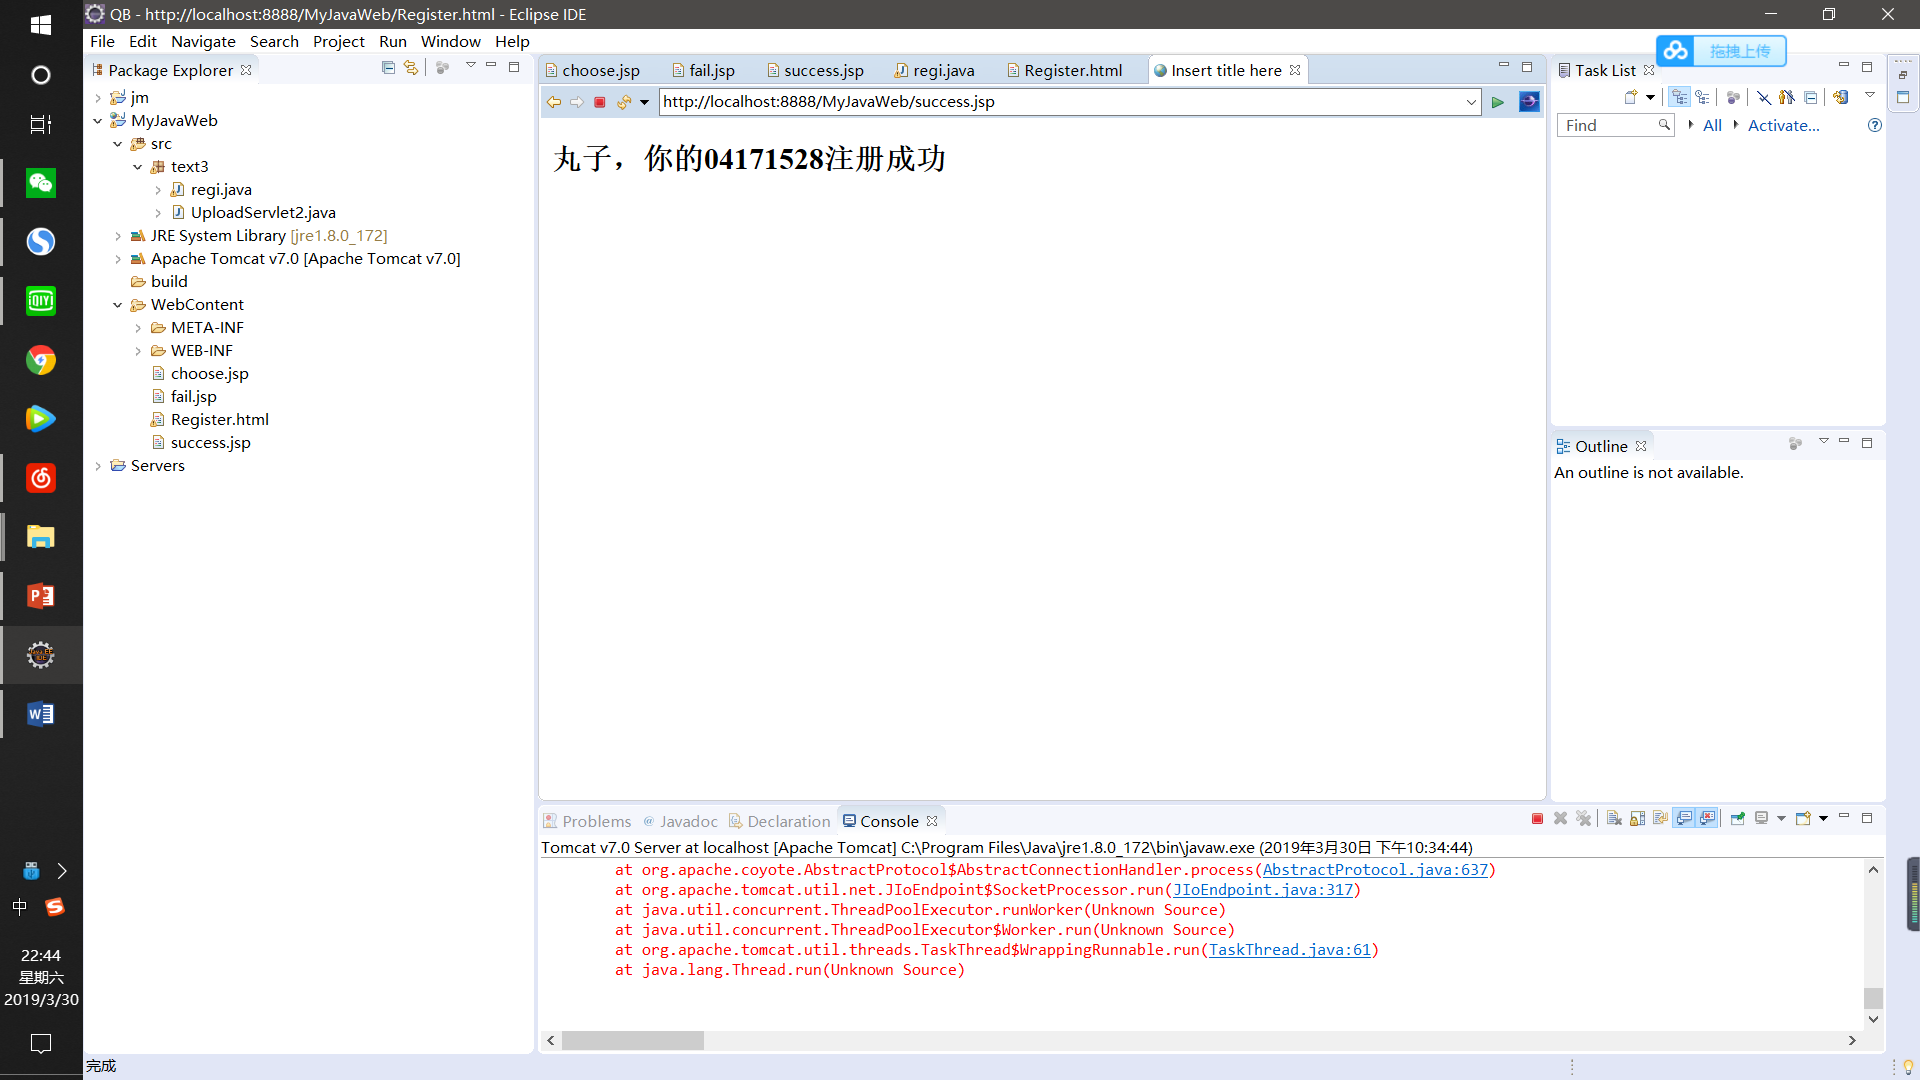 QB - http://localhost:8888/MyJavaWeb/Register.html - Eclipse IDE
File Edit Navigate Search Project Run Window Help
拖拽上传
Package Explorer
jm
MyJavaWeb
src
text3
regi.java
UploadServlet2.java
JRE System Library [jre1.8.0_172]
Apache Tomcat v7.0 [Apache Tomcat v7.0]
build
WebContent
META-INF
WEB-INF
choose.jsp
fail.jsp
Register.html
success.jsp
Servers
choose.jsp fail.jsp success.jsp regi.java Register.html Insert title here
http://localhost:8888/MyJavaWeb/success.jsp
丸子，你的04171528注册成功
Task List
Find All Activate...
Outline
An outline is not available.
Problems @ Javadoc Declaration Console
Tomcat v7.0 Server at localhost [Apache Tomcat] C:\Program Files\Java\jre1.8.0_172\bin\javaw.exe (2019年3月30日 下午10:34:44)
at org.apache.coyote.AbstractProtocol$AbstractConnectionHandler.process(AbstractProtocol.java:637)
at org.apache.tomcat.util.net.JIoEndpoint$SocketProcessor.run(JIoEndpoint.java:317)
at java.util.concurrent.ThreadPoolExecutor.runWorker(Unknown Source)
at java.util.concurrent.ThreadPoolExecutor$Worker.run(Unknown Source)
at org.apache.tomcat.util.threads.TaskThread$WrappingRunnable.run(TaskThread.java:61)
at java.lang.Thread.run(Unknown Source)
完成
中
22:44
星期六
2019/3/30